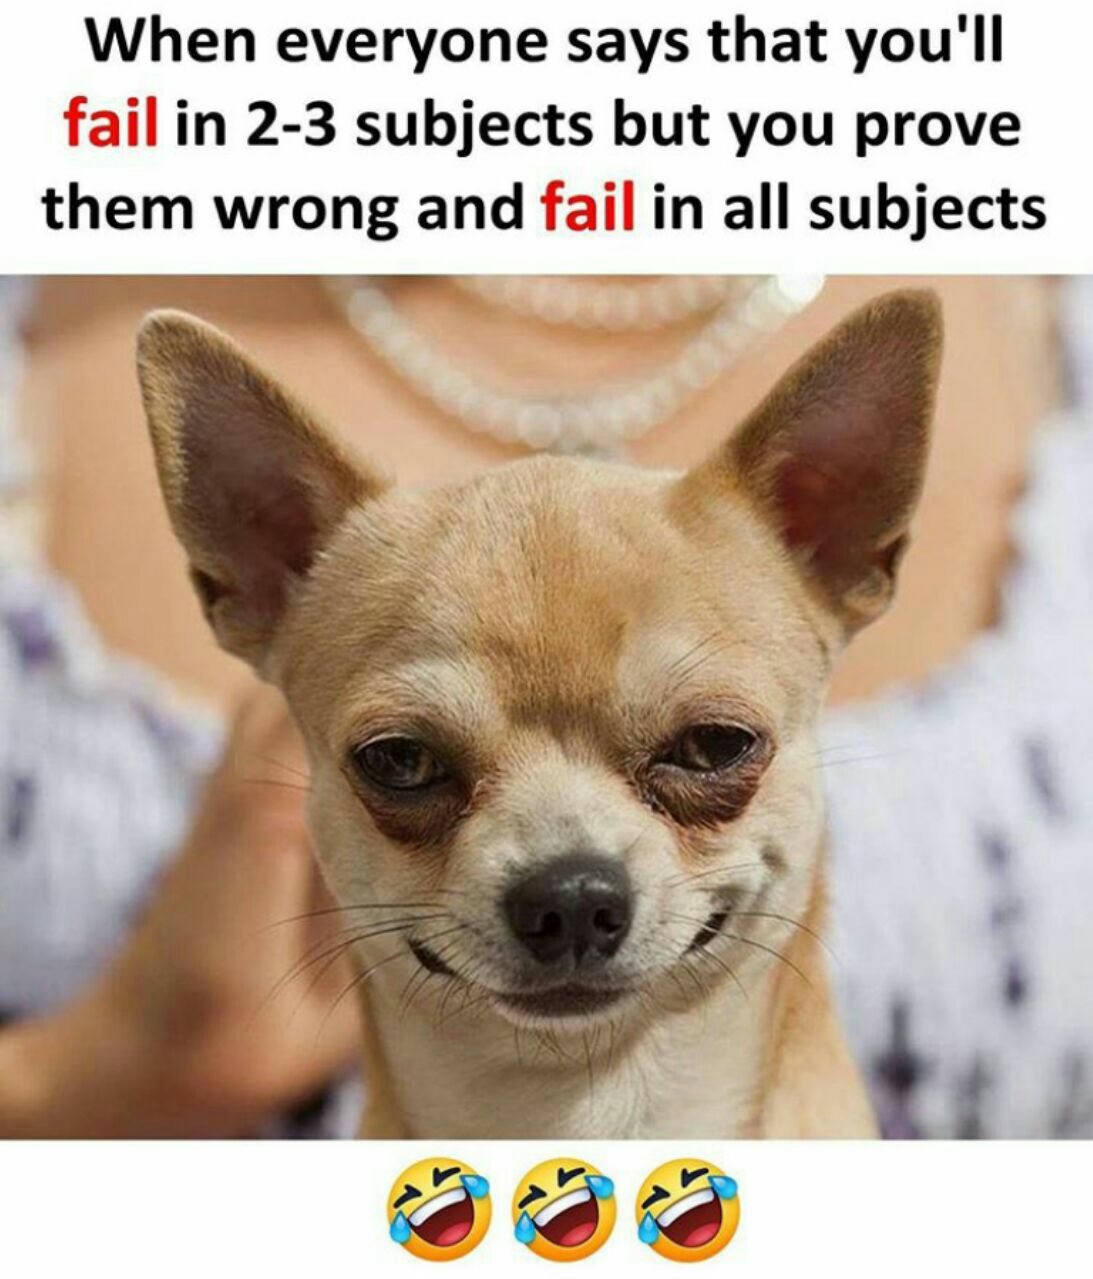 When everyone says that you'll
fail in 2-3 subjects but you prove
them wrong and fail in all subjects